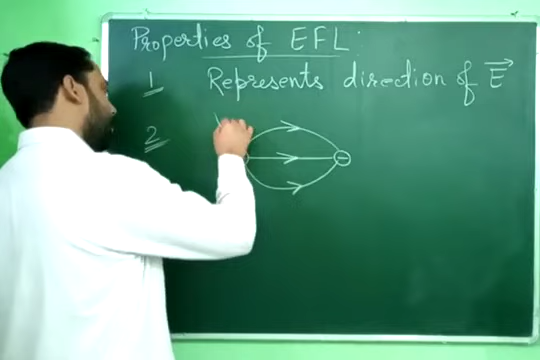 Properties of EFL:
1 Represents direction of E
2
-